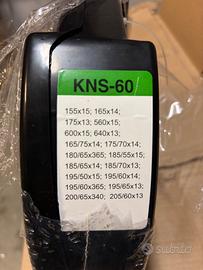 KNS-60
155x15; 165x14;
175x13; 560x15;
600x15; 640x13;
165/75x14; 175/70x14;
180/65x365; 185/55x15;
185/65x14; 185/70x13;
195/50x15; 195/60x14;
195/60x365; 195/65x13;
200/65x340; 205/60x13
subito